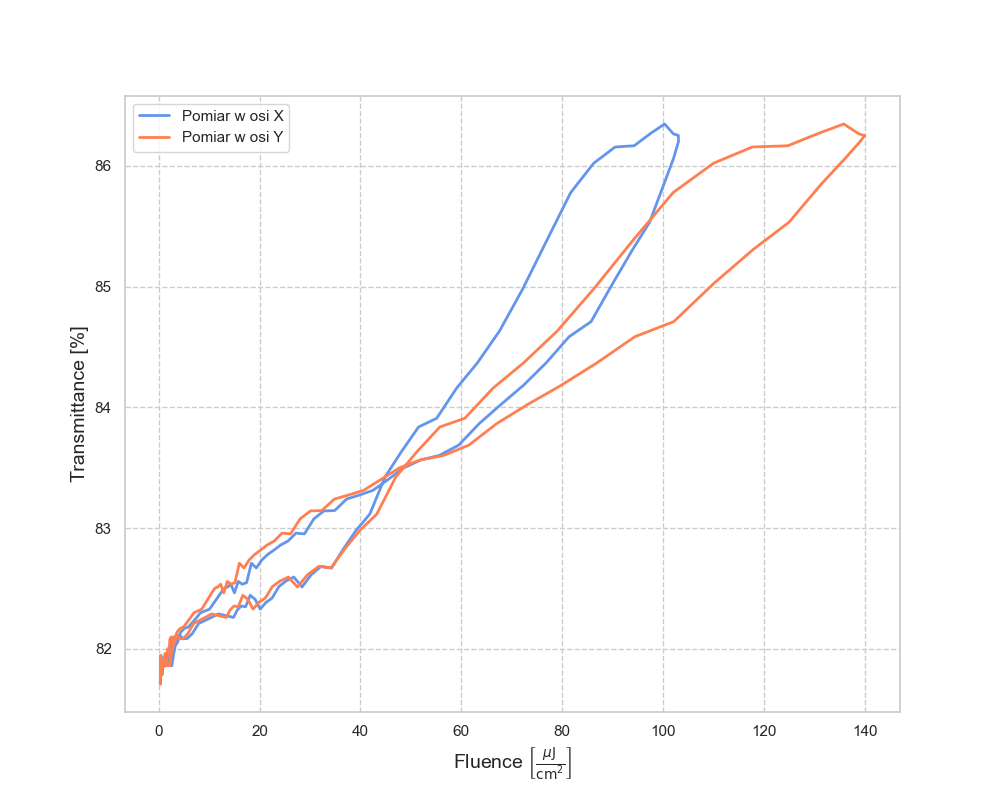 Pomiar w osi X
Pomiar w osi Y
86
85
84
83
82
Transmittance [%]
0 20 40 60 80 100 120 140
Fluence [μJ/cm²]